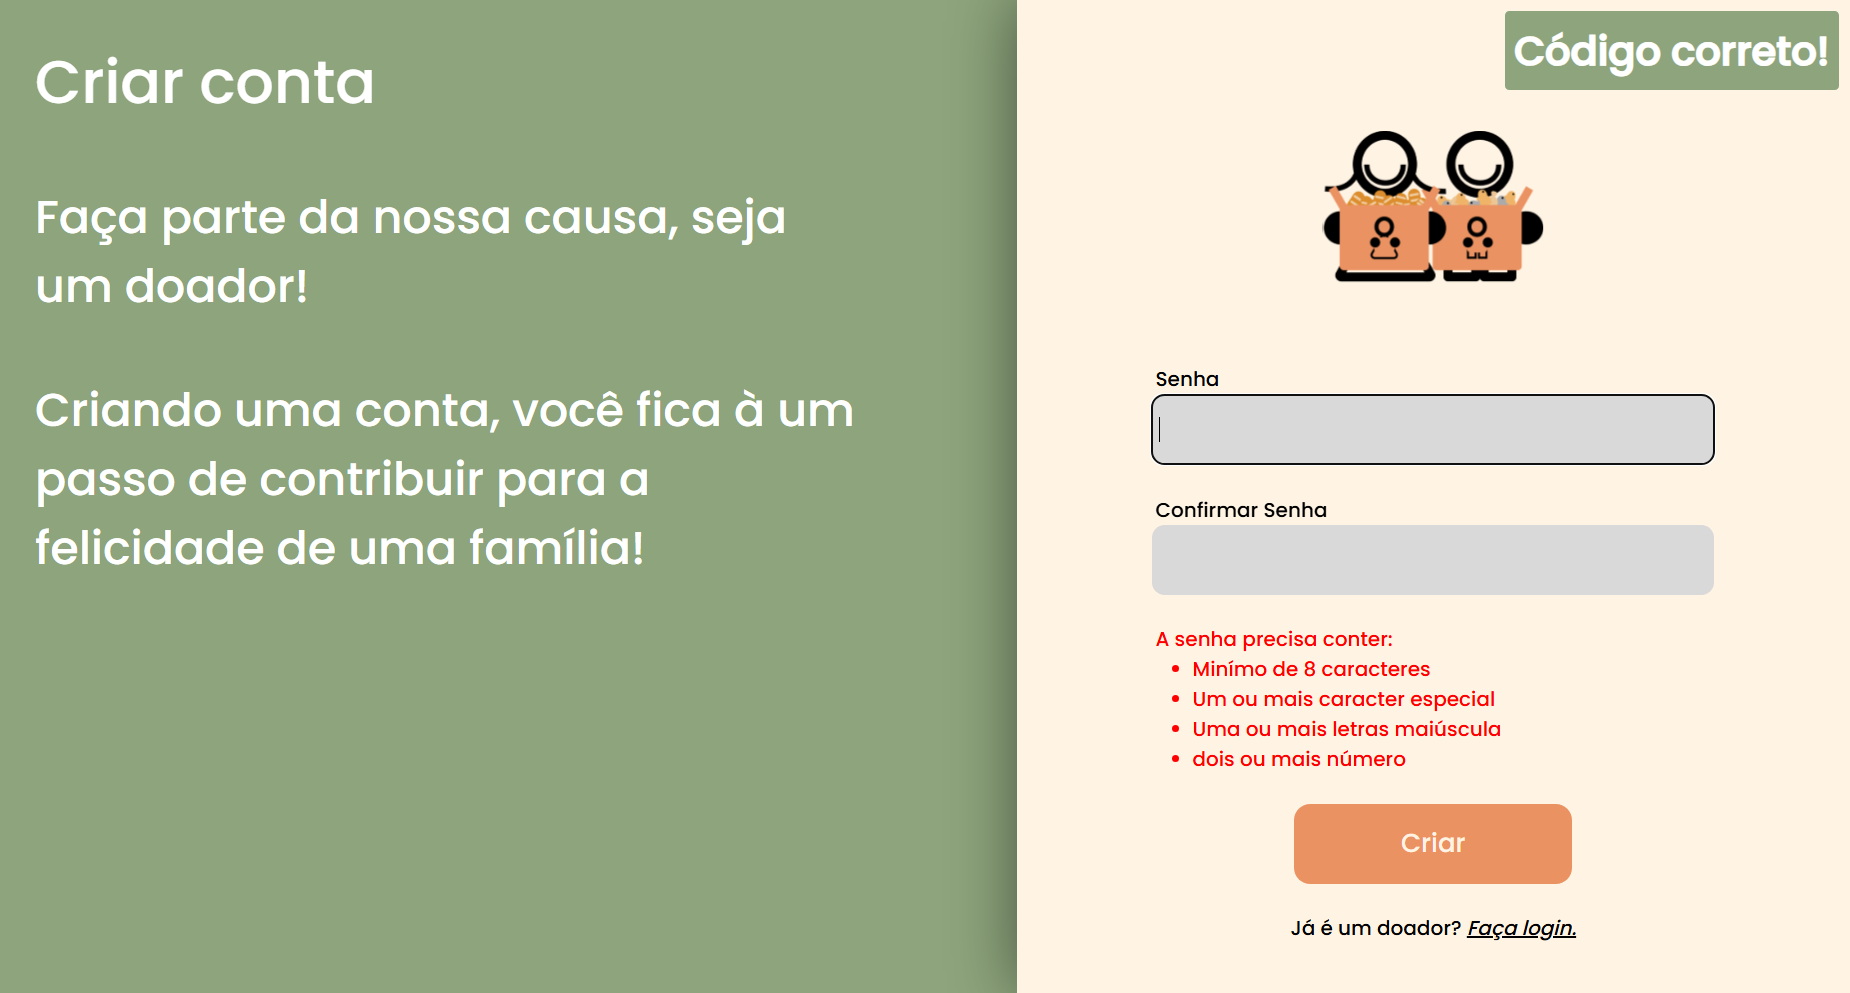 Criar conta
Faça parte da nossa causa, seja
um doador!
Criando uma conta, você fica à um
passo de contribuir para a
felicidade de uma família!
Código correto!
Senha
Confirmar Senha
A senha precisa conter:
• Minímo de 8 caracteres
• Um ou mais caracter especial
• Uma ou mais letras maiúscula
• dois ou mais número
Criar
Já é um doador? Faça login.